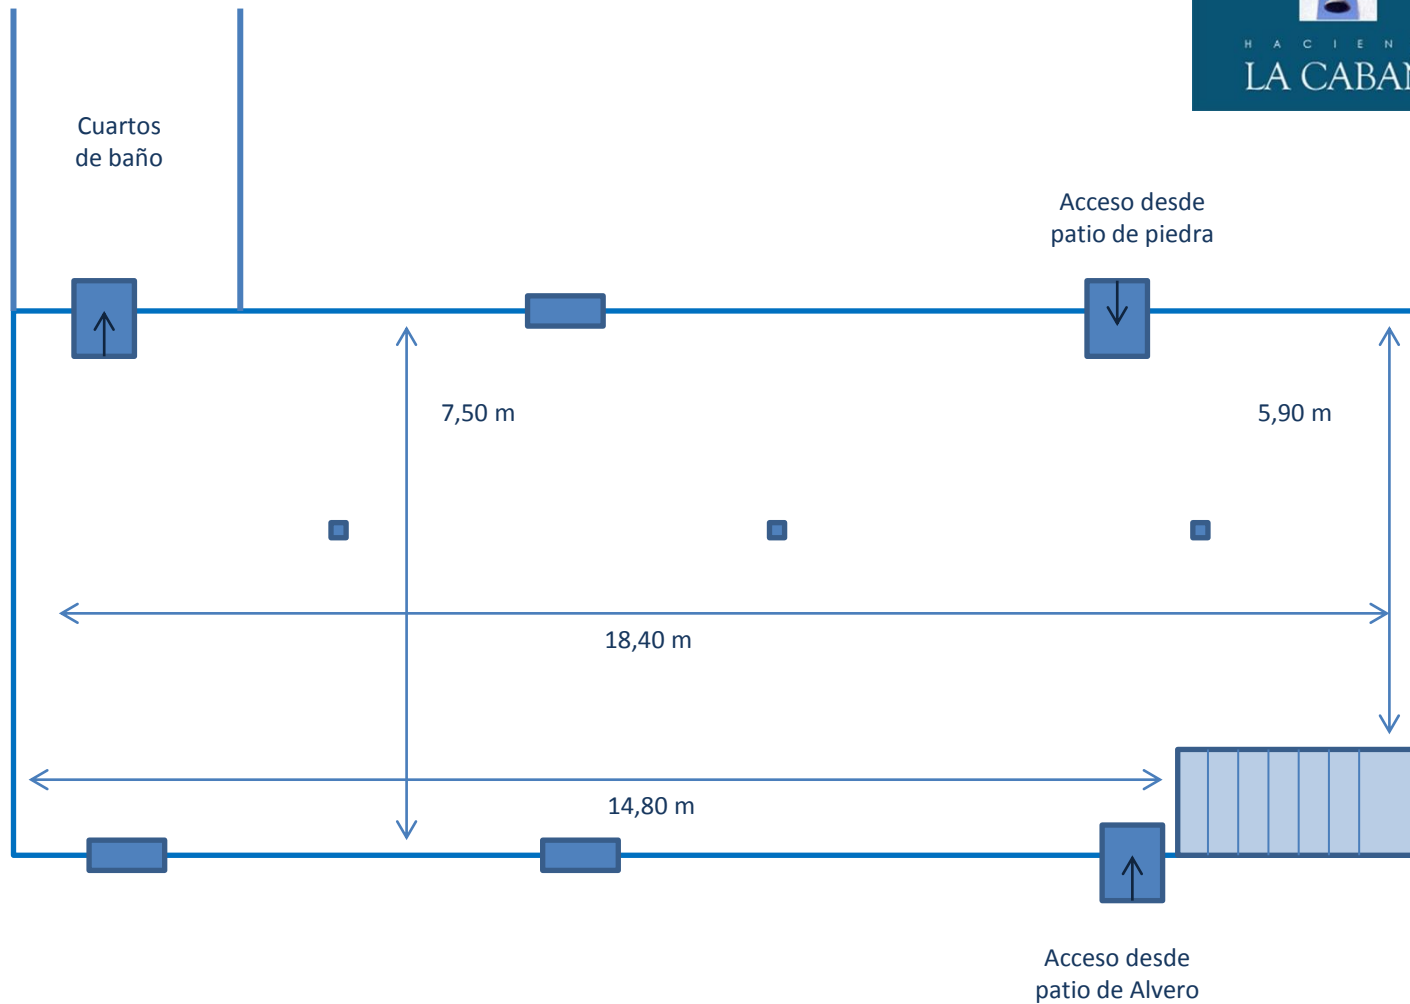 H A C I E N
LA CABAN
Cuartos
de baño
Acceso desde
patio de piedra
7,50 m
5,90 m
18,40 m
14,80 m
Acceso desde
patio de Alvero